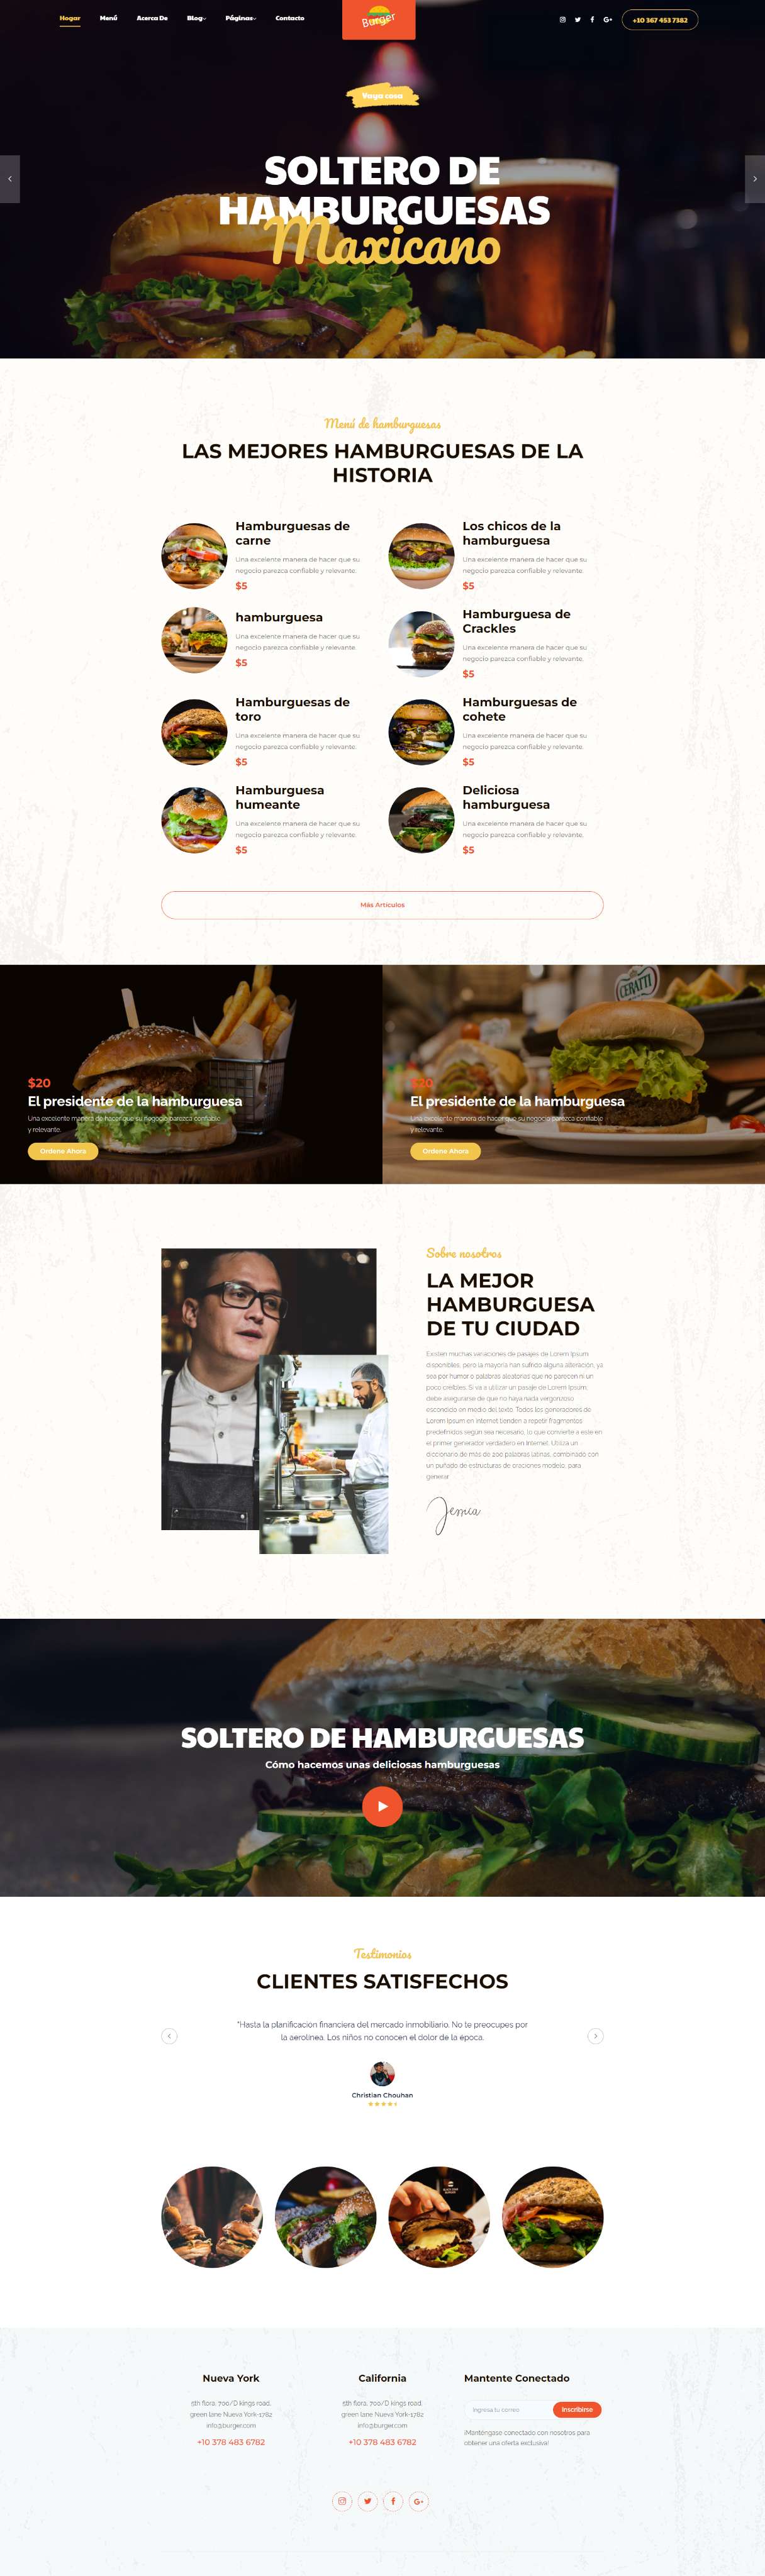 Hogar Menú Acerca De Blog Páginas Contacto
Burger
+10 367 453 7382
Vaya cosa
SOLTERO DE
HAMBURGUESAS
Maxicano
Menú de hamburguesas
LAS MEJORES HAMBURGUESAS DE LA
HISTORIA
Hamburguesas de
carne
Una excelente manera de hacer que su
negocio parezca confiable y relevante.
$5
Los chicos de la
hamburguesa
Una excelente manera de hacer que su
negocio parezca confiable y relevante.
$5
hamburguesa
Una excelente manera de hacer que su
negocio parezca confiable y relevante.
$5
Hamburguesa de
Crackles
Una excelente manera de hacer que su
negocio parezca confiable y relevante.
$5
Hamburguesas de
toro
Una excelente manera de hacer que su
negocio parezca confiable y relevante.
$5
Hamburguesas de
cohete
Una excelente manera de hacer que su
negocio parezca confiable y relevante.
$5
Hamburguesa
humeante
Una excelente manera de hacer que su
negocio parezca confiable y relevante.
$5
Deliciosa
hamburguesa
Una excelente manera de hacer que su
negocio parezca confiable y relevante.
$5
Más Artículos
$20
El presidente de la hamburguesa
Una excelente manera de hacer que su negocio parezca confiable
y relevante.
Ordene Ahora
CERATTI
$20
El presidente de la hamburguesa
Una excelente manera de hacer que su negocio parezca confiable
y relevante.
Ordene Ahora
Sobre nosotros
LA MEJOR
HAMBURGUESA
DE TU CIUDAD
Existen muchas variaciones de pasajes de Lorem Ipsum
disponibles, pero la mayoría han sufrido alguna alteración, ya
sea por humor o palabras aleatorias que no parecen ni un
poco creíbles. Si va a utilizar un pasaje de Lorem Ipsum,
debe asegurarse de que no haya nada vergonzoso
escondido en medio del texto. Todos los generadores de
Lorem Ipsum en Internet tienden a repetir fragmentos
predefinidos según sea necesario, lo que convierte a este en
el primer generador verdadero en Internet. Utiliza un
diccionario de más de 200 palabras latinas, combinado con
un puñado de estructuras de oraciones modelo, para
generar
Jemia
SOLTERO DE HAMBURGUESAS
Cómo hacemos unas deliciosas hamburguesas
Testimonios
CLIENTES SATISFECHOS
"Hasta la planificación financiera del mercado inmobiliario. No te preocupes por
la aerolínea. Los niños no conocen el dolor de la época.
Christian Chouhan
Nueva York
5th flora, 700/D kings road,
green lane Nueva York-1782
info@burger.com
+10 378 483 6782
California
5th flora, 700/D kings road,
green lane Nueva York-1782
info@burger.com
+10 378 483 6782
Mantente Conectado
Ingresa tu correo
Inscribirse
¡Manténgase conectado con nosotros para
obtener una oferta exclusiva!